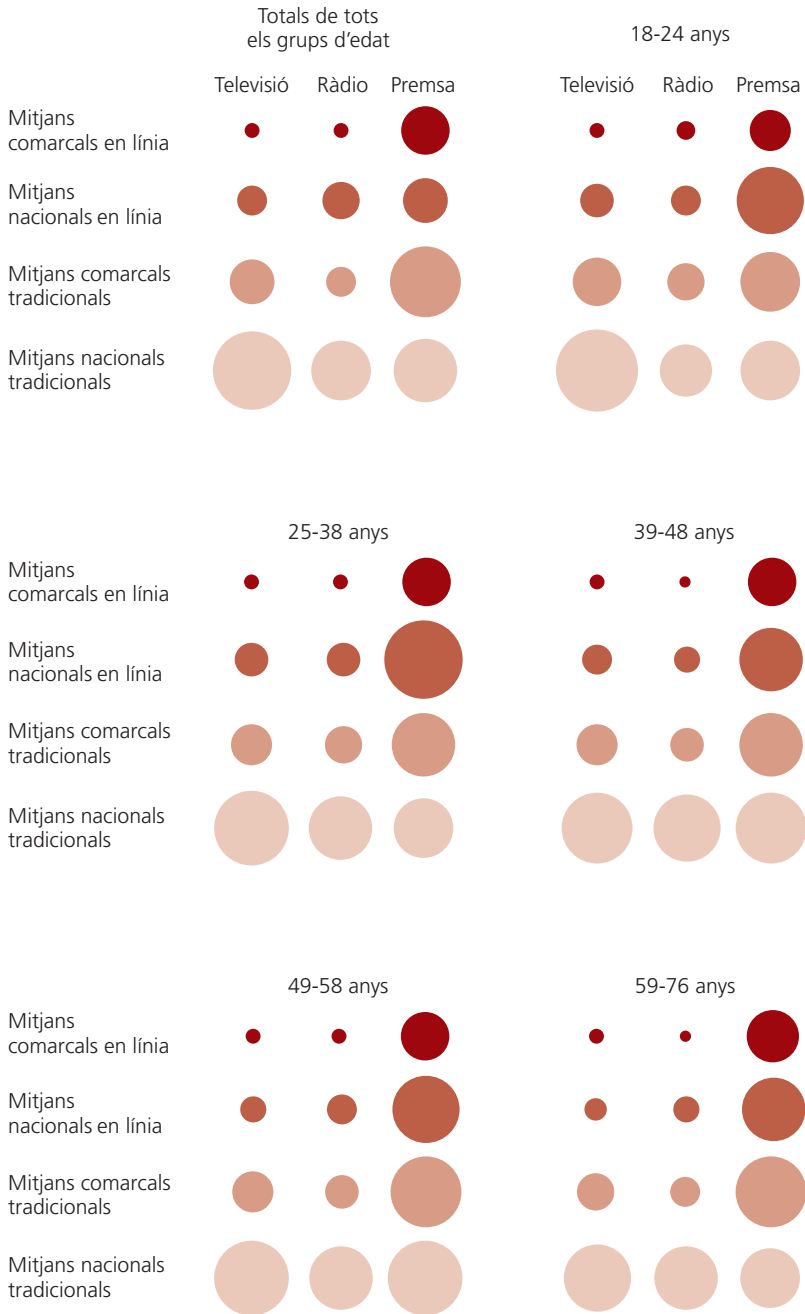 Totals de tots
els grups d’edat
18-24 anys
Televisió Ràdio Premsa
Televisió Ràdio Premsa
Mitjans
comarcals en línia
Mitjans
nacionals en línia
Mitjans comarcals
tradicionals
Mitjans nacionals
tradicionals
25-38 anys
39-48 anys
Mitjans
comarcals en línia
Mitjans
nacionals en línia
Mitjans comarcals
tradicionals
Mitjans nacionals
tradicionals
49-58 anys
59-76 anys
Mitjans
comarcals en línia
Mitjans
nacionals en línia
Mitjans comarcals
tradicionals
Mitjans nacionals
tradicionals